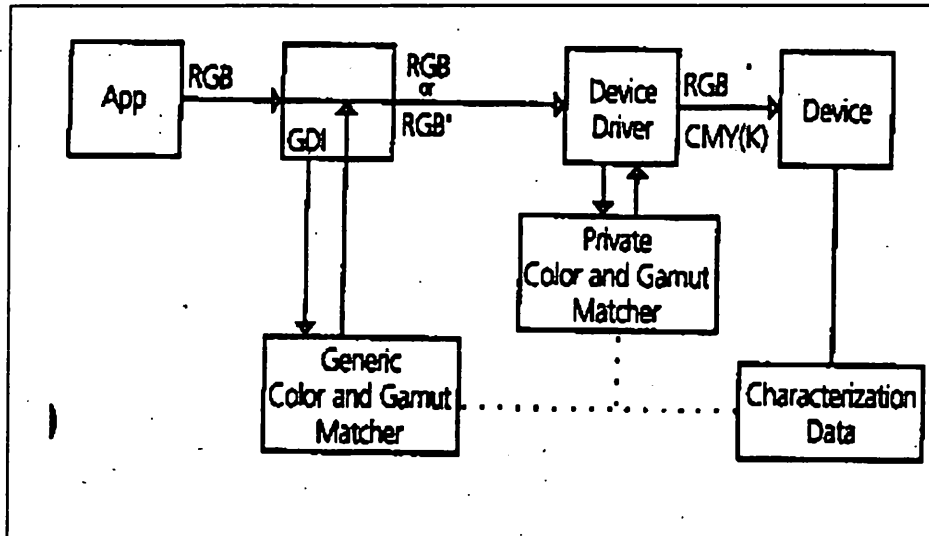 App
RGB
GDI
RGB
or
RGB'
Device
Driver
RGB
CMY(K)
Device
Private
Color and Gamut
Matcher
Generic
Color and Gamut
Matcher
Characterization
Data